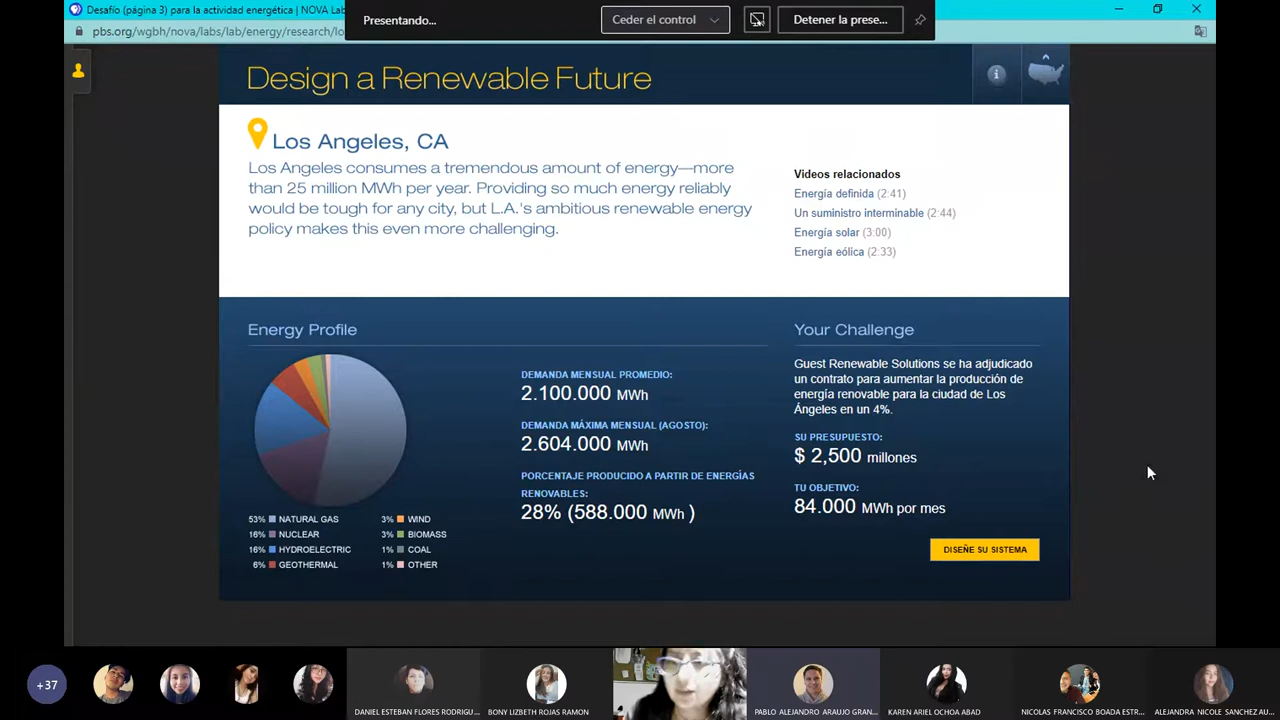 Desafío (página 3) para la actividad energética | NOVA Lab
Presentando...
Ceder el control
Detener la prese...
pbs.org/wgbh/nova/labs/lab/energy/research/lo
Design a Renewable Future
Los Angeles, CA
Los Angeles consumes a tremendous amount of energy—more
than 25 million MWh per year. Providing so much energy reliably
would be tough for any city, but L.A.'s ambitious renewable energy
policy makes this even more challenging.
Videos relacionados
Energía definida (2:41)
Un suministro interminable (2:44)
Energía solar (3:00)
Energía eólica (2:33)
Energy Profile
53% NATURAL GAS
16% NUCLEAR
16% HYDROELECTRIC
6% GEOTHERMAL
3% WIND
3% BIOMASS
1% COAL
1% OTHER
DEMANDA MENSUAL PROMEDIO:
2.100.000 MWh
DEMANDA MÁXIMA MENSUAL (AGOSTO):
2.604.000 MWh
PORCENTAJE PRODUCIDO A PARTIR DE ENERGÍAS
RENOVABLES:
28% (588.000 MWh )
Your Challenge
Guest Renewable Solutions se ha adjudicado
un contrato para aumentar la producción de
energía renovable para la ciudad de Los
Ángeles en un 4%.
SU PRESUPUESTO:
$ 2,500 millones
TU OBJETIVO:
84.000 MWh por mes
DISEÑE SU SISTEMA
+37
DANIEL ESTEBAN FLORES RODRIGU...
BONY LIZBETH ROJAS RAMON
PABLO ALEJANDRO ARAUJO GRAN...
KAREN ARIEL OCHOA ABAD
NICOLAS FRANCISCO BOADA ESTR...
ALEJANDRA NICOLE SANCHEZ AU...